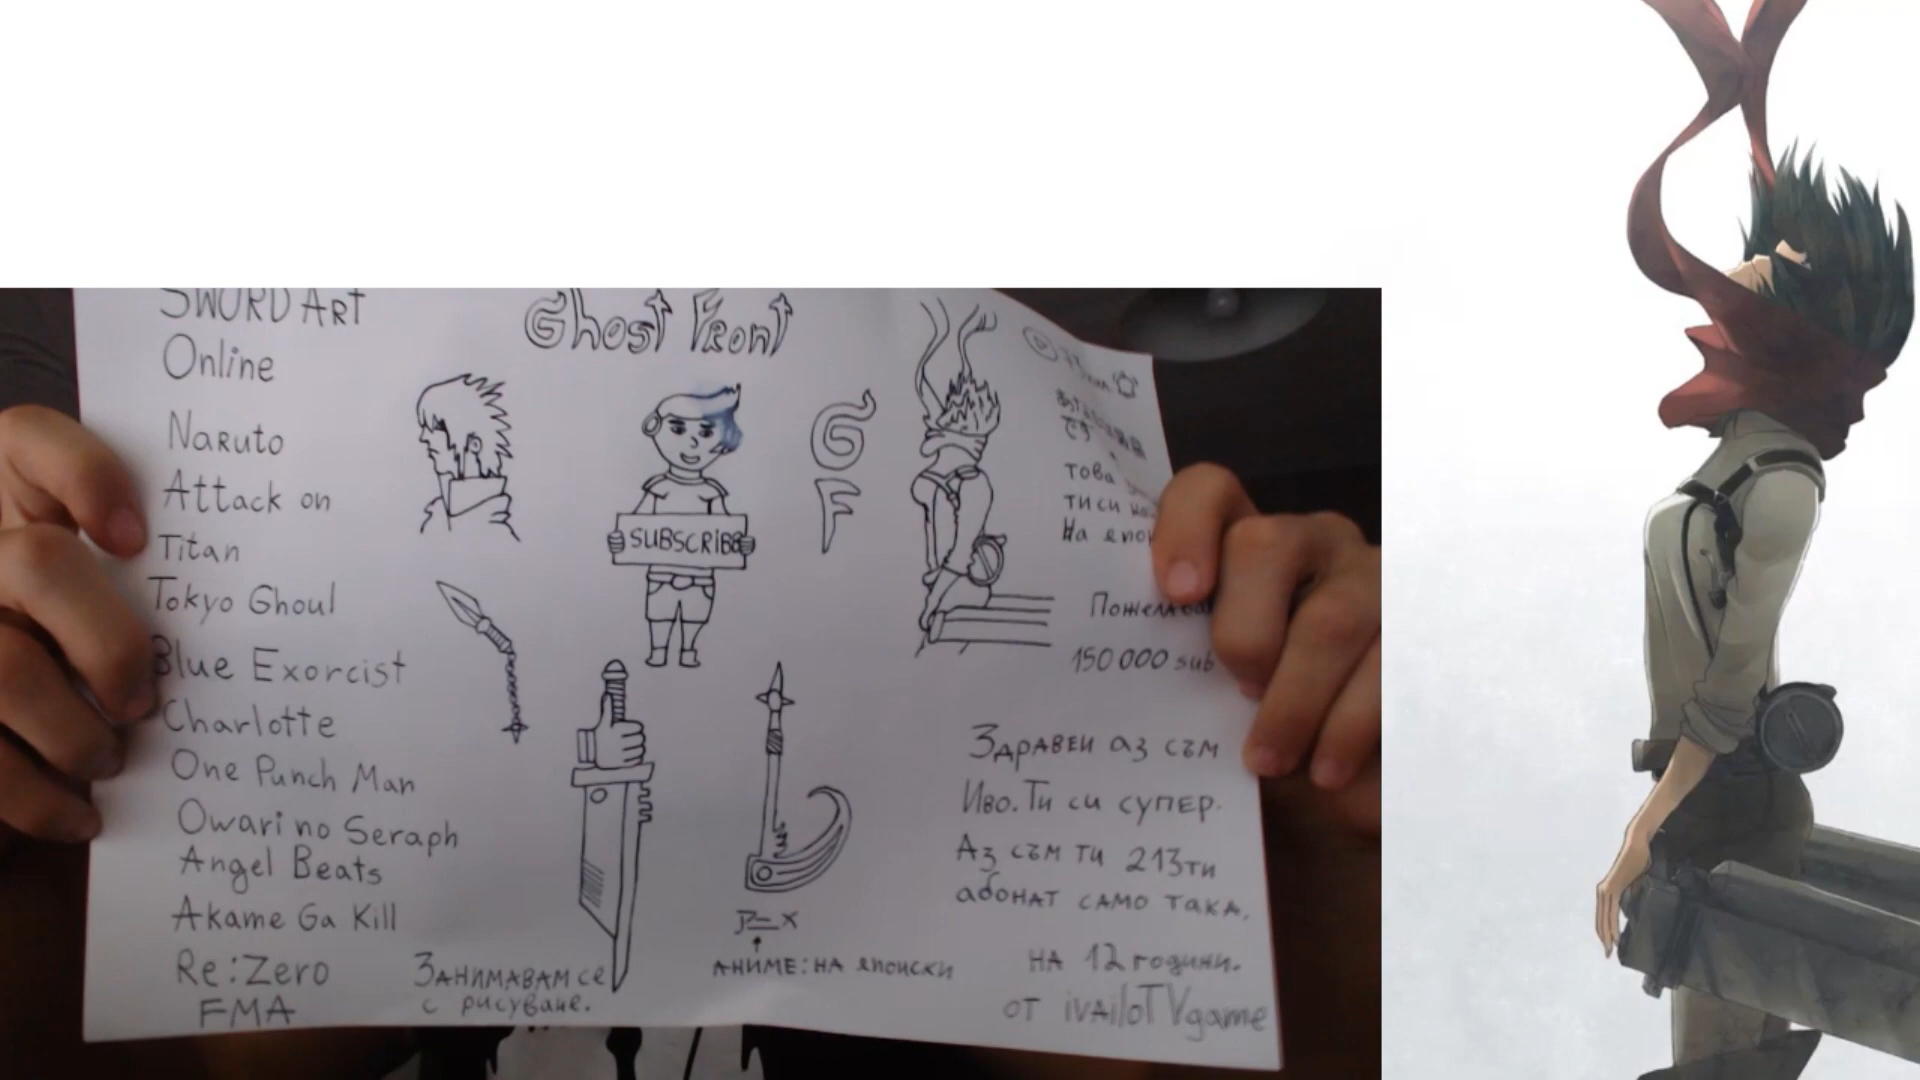 SWORD ART
Online
Naruto
Attack on
Titan
Tokyo Ghoul
Blue Exorcist
Charlotte
One Punch Man
Owari no Seraph
Angel Beats
Akame Ga Kill
Re:Zero
FMA
Ghost Front
SUBSCRIBE
G
F
Занимавам се
с рисуване.
аниме: на японски
това
ти си
На
150 000 sub
Здравей аз съм
Иво. Ти си супер.
Аз съм ти 213ти
абонат само така.
на 12 години.
от ivailoTVgame